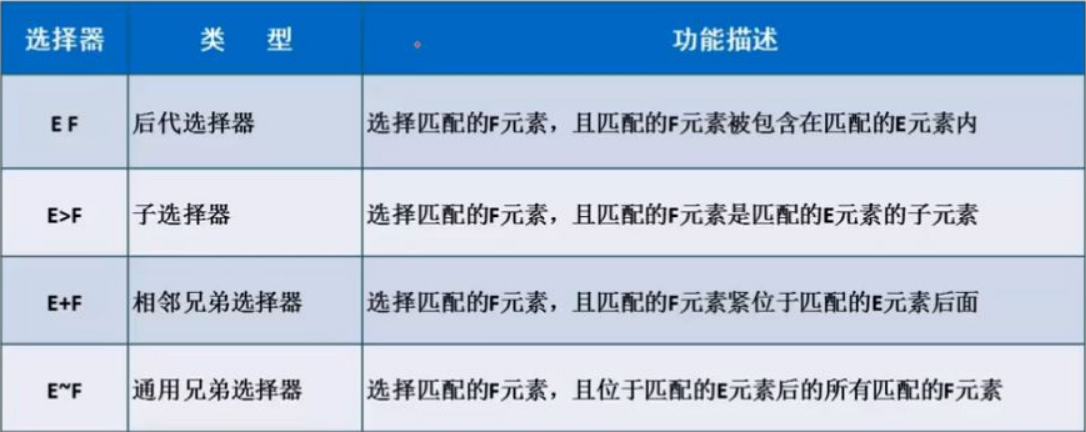 选择器 类 型 功能描述
E F 后代选择器 选择匹配的F元素，且匹配的F元素被包含在匹配的E元素内
E>F 子选择器 选择匹配的F元素，且匹配的F元素是匹配的E元素的子元素
E+F 相邻兄弟选择器 选择匹配的F元素，且匹配的F元素紧位于匹配的E元素后面
E~F 通用兄弟选择器 选择匹配的F元素，且位于匹配的E元素后的所有匹配的F元素